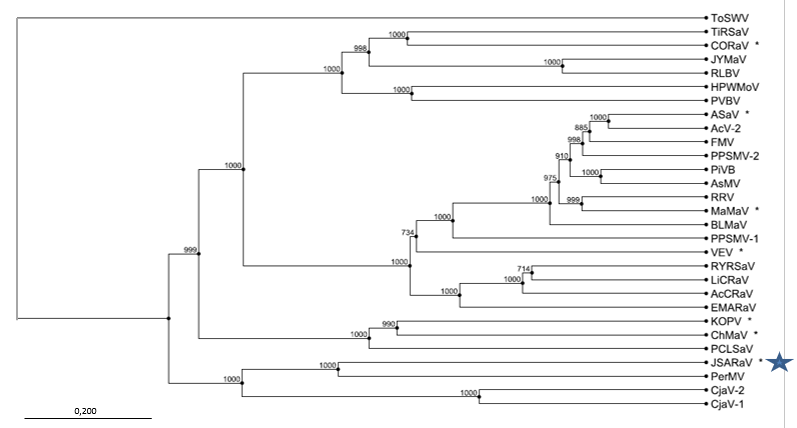 ToSWV
TiRSaV
1000
CORaV *
998
JYMaV
1000
1000
RLBV
HPWMoV
1000
PVBV
ASaV *
1000
AcV-2
885
FMV
998
PPSMV-2
910
PiVB
1000
1000
AsMV
975
RRV
1000
999
MaMaV *
BLMaV
1000
PPSMV-1
734
VEV *
1000
RYRSaV
714
LiCRaV
1000
AcCRaV
1000
EMARaV
999
KOPV *
990
ChMaV *
1000
PCLSaV
JSARaV *
1000
PerMV
1000
CjaV-2
1000
CjaV-1
0,200